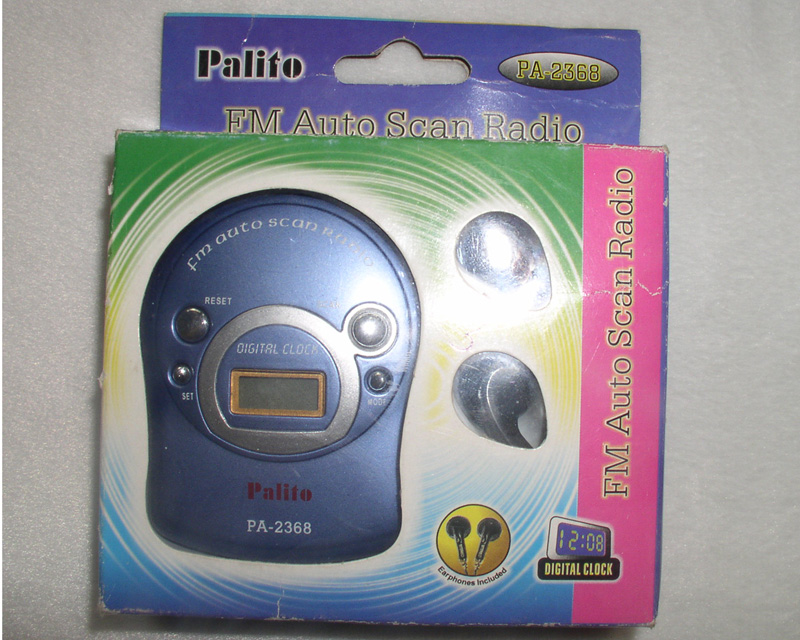 Palito
PA-2368
FM Auto Scan Radio
FM Auto Scan Radio
FM AUTO SCAN RADIO
RESET
DIGITAL CLOCK
SET
MODE
Palito
PA-2368
Earphones Included
12:08
DIGITAL CLOCK